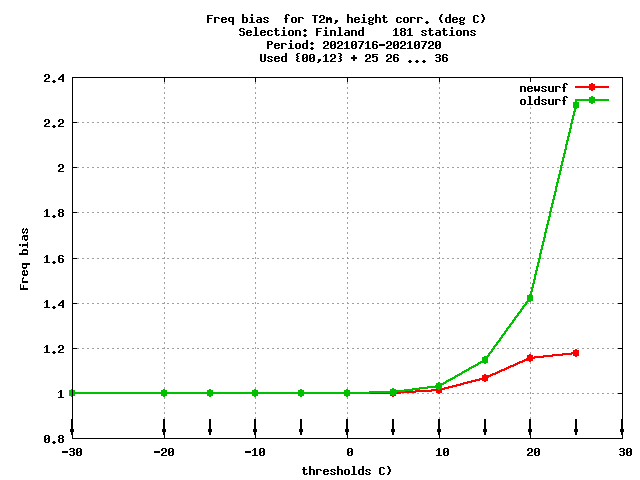 Freq bias  for T2m, height corr. (deg C)
Selection: Finland    181 stations
Period: 20210716-20210720
Used {00,12} + 25 26 ... 36
newsurf
oldsurf
2.4
2.2
2
1.8
1.6
1.4
1.2
1
0.8
Freq bias
-30
-20
-10
0
10
20
30
thresholds C)